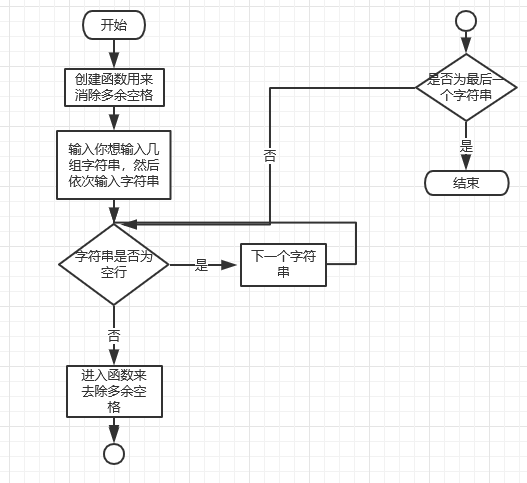 开始
创建函数用来
消除多余空格
输入你想输入几
组字符串，然后
依次输入字符串
字符串是否为
空行
是
下一个字符
串
否
进入函数来
去除多余空
格
是否为最后一
个字符串
否
是
结束